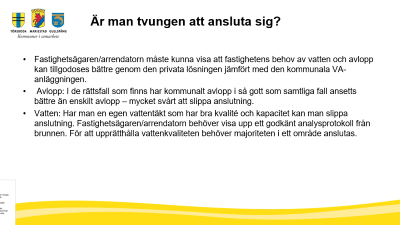 Är man tvungen att ansluta sig?
TÖREBODA MARIESTAD GULLSPÅNG
Kommuner i samarbete
• Fastighetsägaren/arrendatorn måste kunna visa att fastighetens behov av vatten och avlopp
kan tillgodoses bättre genom den privata lösningen jämfört med den kommunala VA-
anläggningen.
• Avlopp: I de rättsfall som finns har kommunalt avlopp i så gott som samtliga fall ansetts
bättre än enskilt avlopp – mycket svårt att slippa anslutning.
• Vatten: Har man en egen vattentäkt som har bra kvalité och kapacitet kan man slippa
anslutning. Fastighetsägaren/arrendatorn behöver visa upp ett godkänt analysprotokoll från
brunnen. För att upprätthålla vattenkvaliteten behöver majoriteten i ett område anslutas.